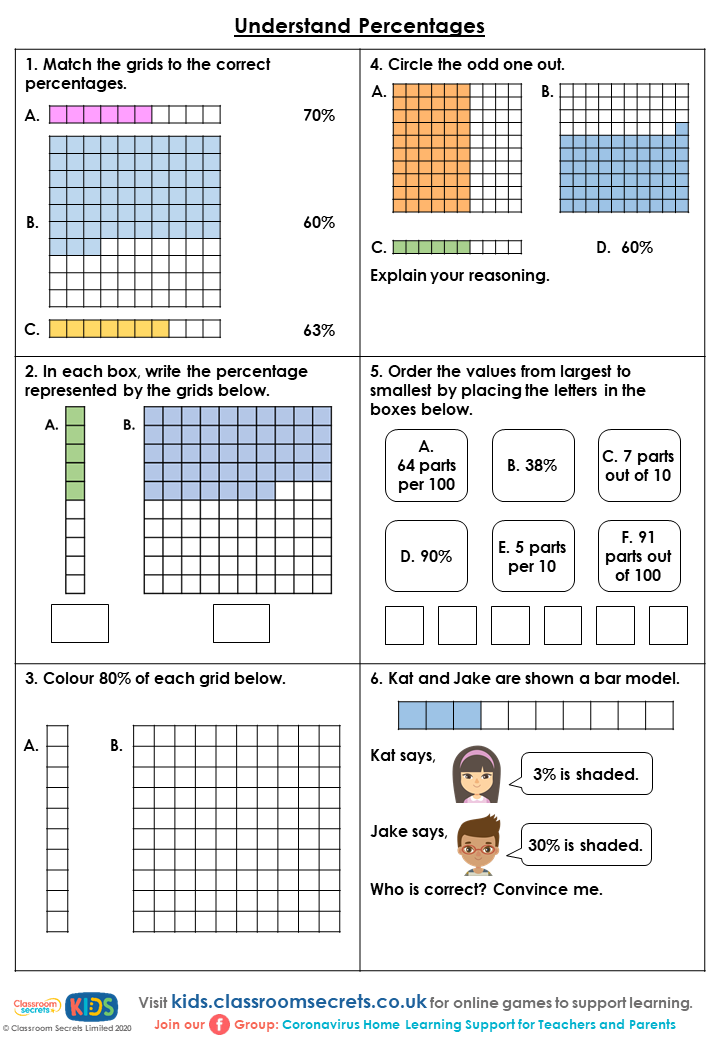 Understand Percentages
1. Match the grids to the correct
percentages.
A.
70%
B.
60%
C.
63%
4. Circle the odd one out.
A.
B.
C.
D. 60%
Explain your reasoning.
2. In each box, write the percentage
represented by the grids below.
A.
B.
5. Order the values from largest to
smallest by placing the letters in the
boxes below.
A.
64 parts
per 100
B. 38%
C. 7 parts
out of 10
D. 90%
E. 5 parts
per 10
F. 91
parts out
of 100
3. Colour 80% of each grid below.
A.
B.
6. Kat and Jake are shown a bar model.
Kat says,
3% is shaded.
Jake says,
30% is shaded.
Who is correct? Convince me.
Classroom
Secrets
KIDS
© Classroom Secrets Limited 2020
Visit kids.classroomsecrets.co.uk for online games to support learning.
Join our f Group: Coronavirus Home Learning Support for Teachers and Parents